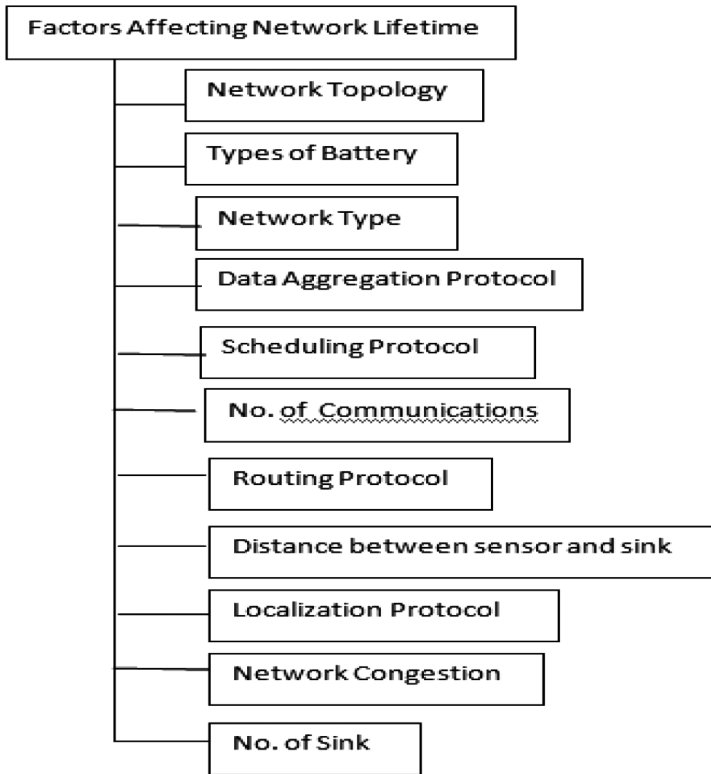 Factors Affecting Network Lifetime
Network Topology
Types of Battery
Network Type
Data Aggregation Protocol
Scheduling Protocol
No. of Communications
Routing Protocol
Distance between sensor and sink
Localization Protocol
Network Congestion
No. of Sink